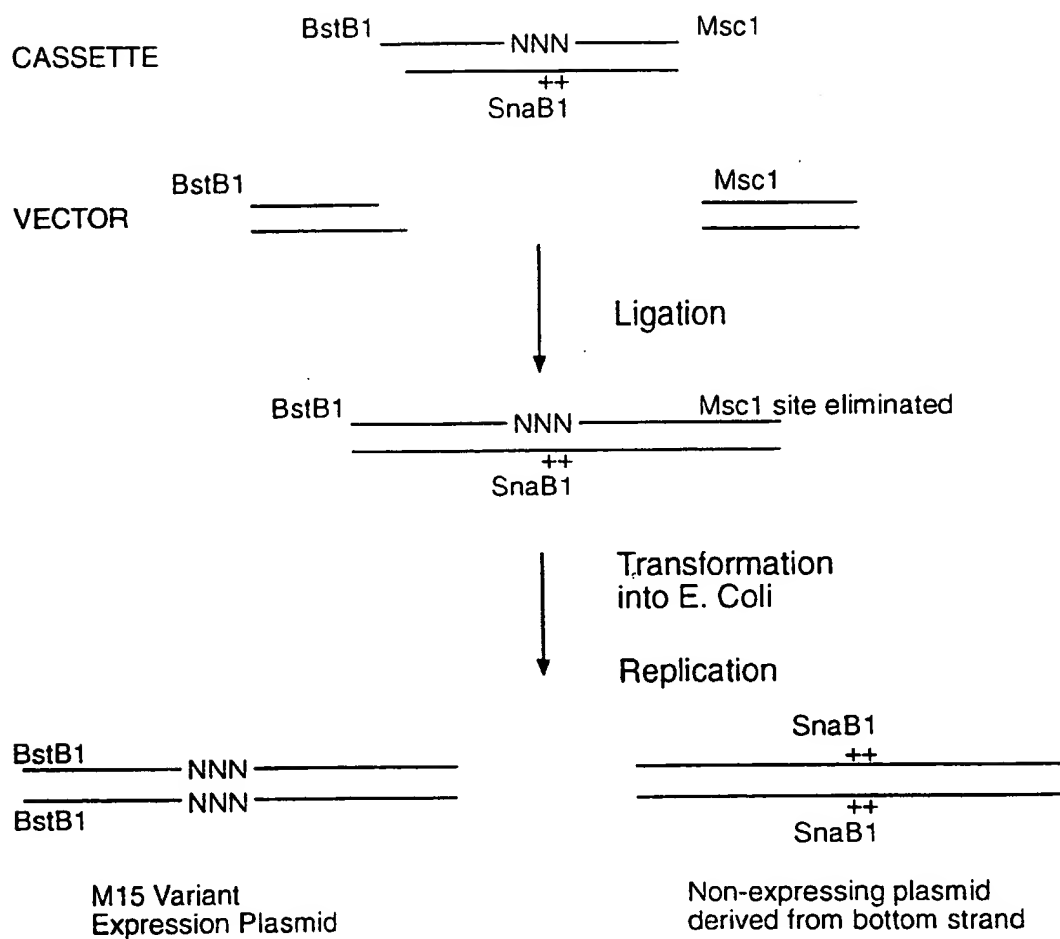 BstB1
Msc1
CASSETTE
NNN
++
SnaB1
BstB1
Msc1
VECTOR
Ligation
BstB1
Msc1 site eliminated
NNN
++
SnaB1
Transformation
into E. Coli
Replication
SnaB1
++
BstB1
NNN
NNN
BstB1
++
SnaB1
M15 Variant
Expression Plasmid
Non-expressing plasmid
derived from bottom strand